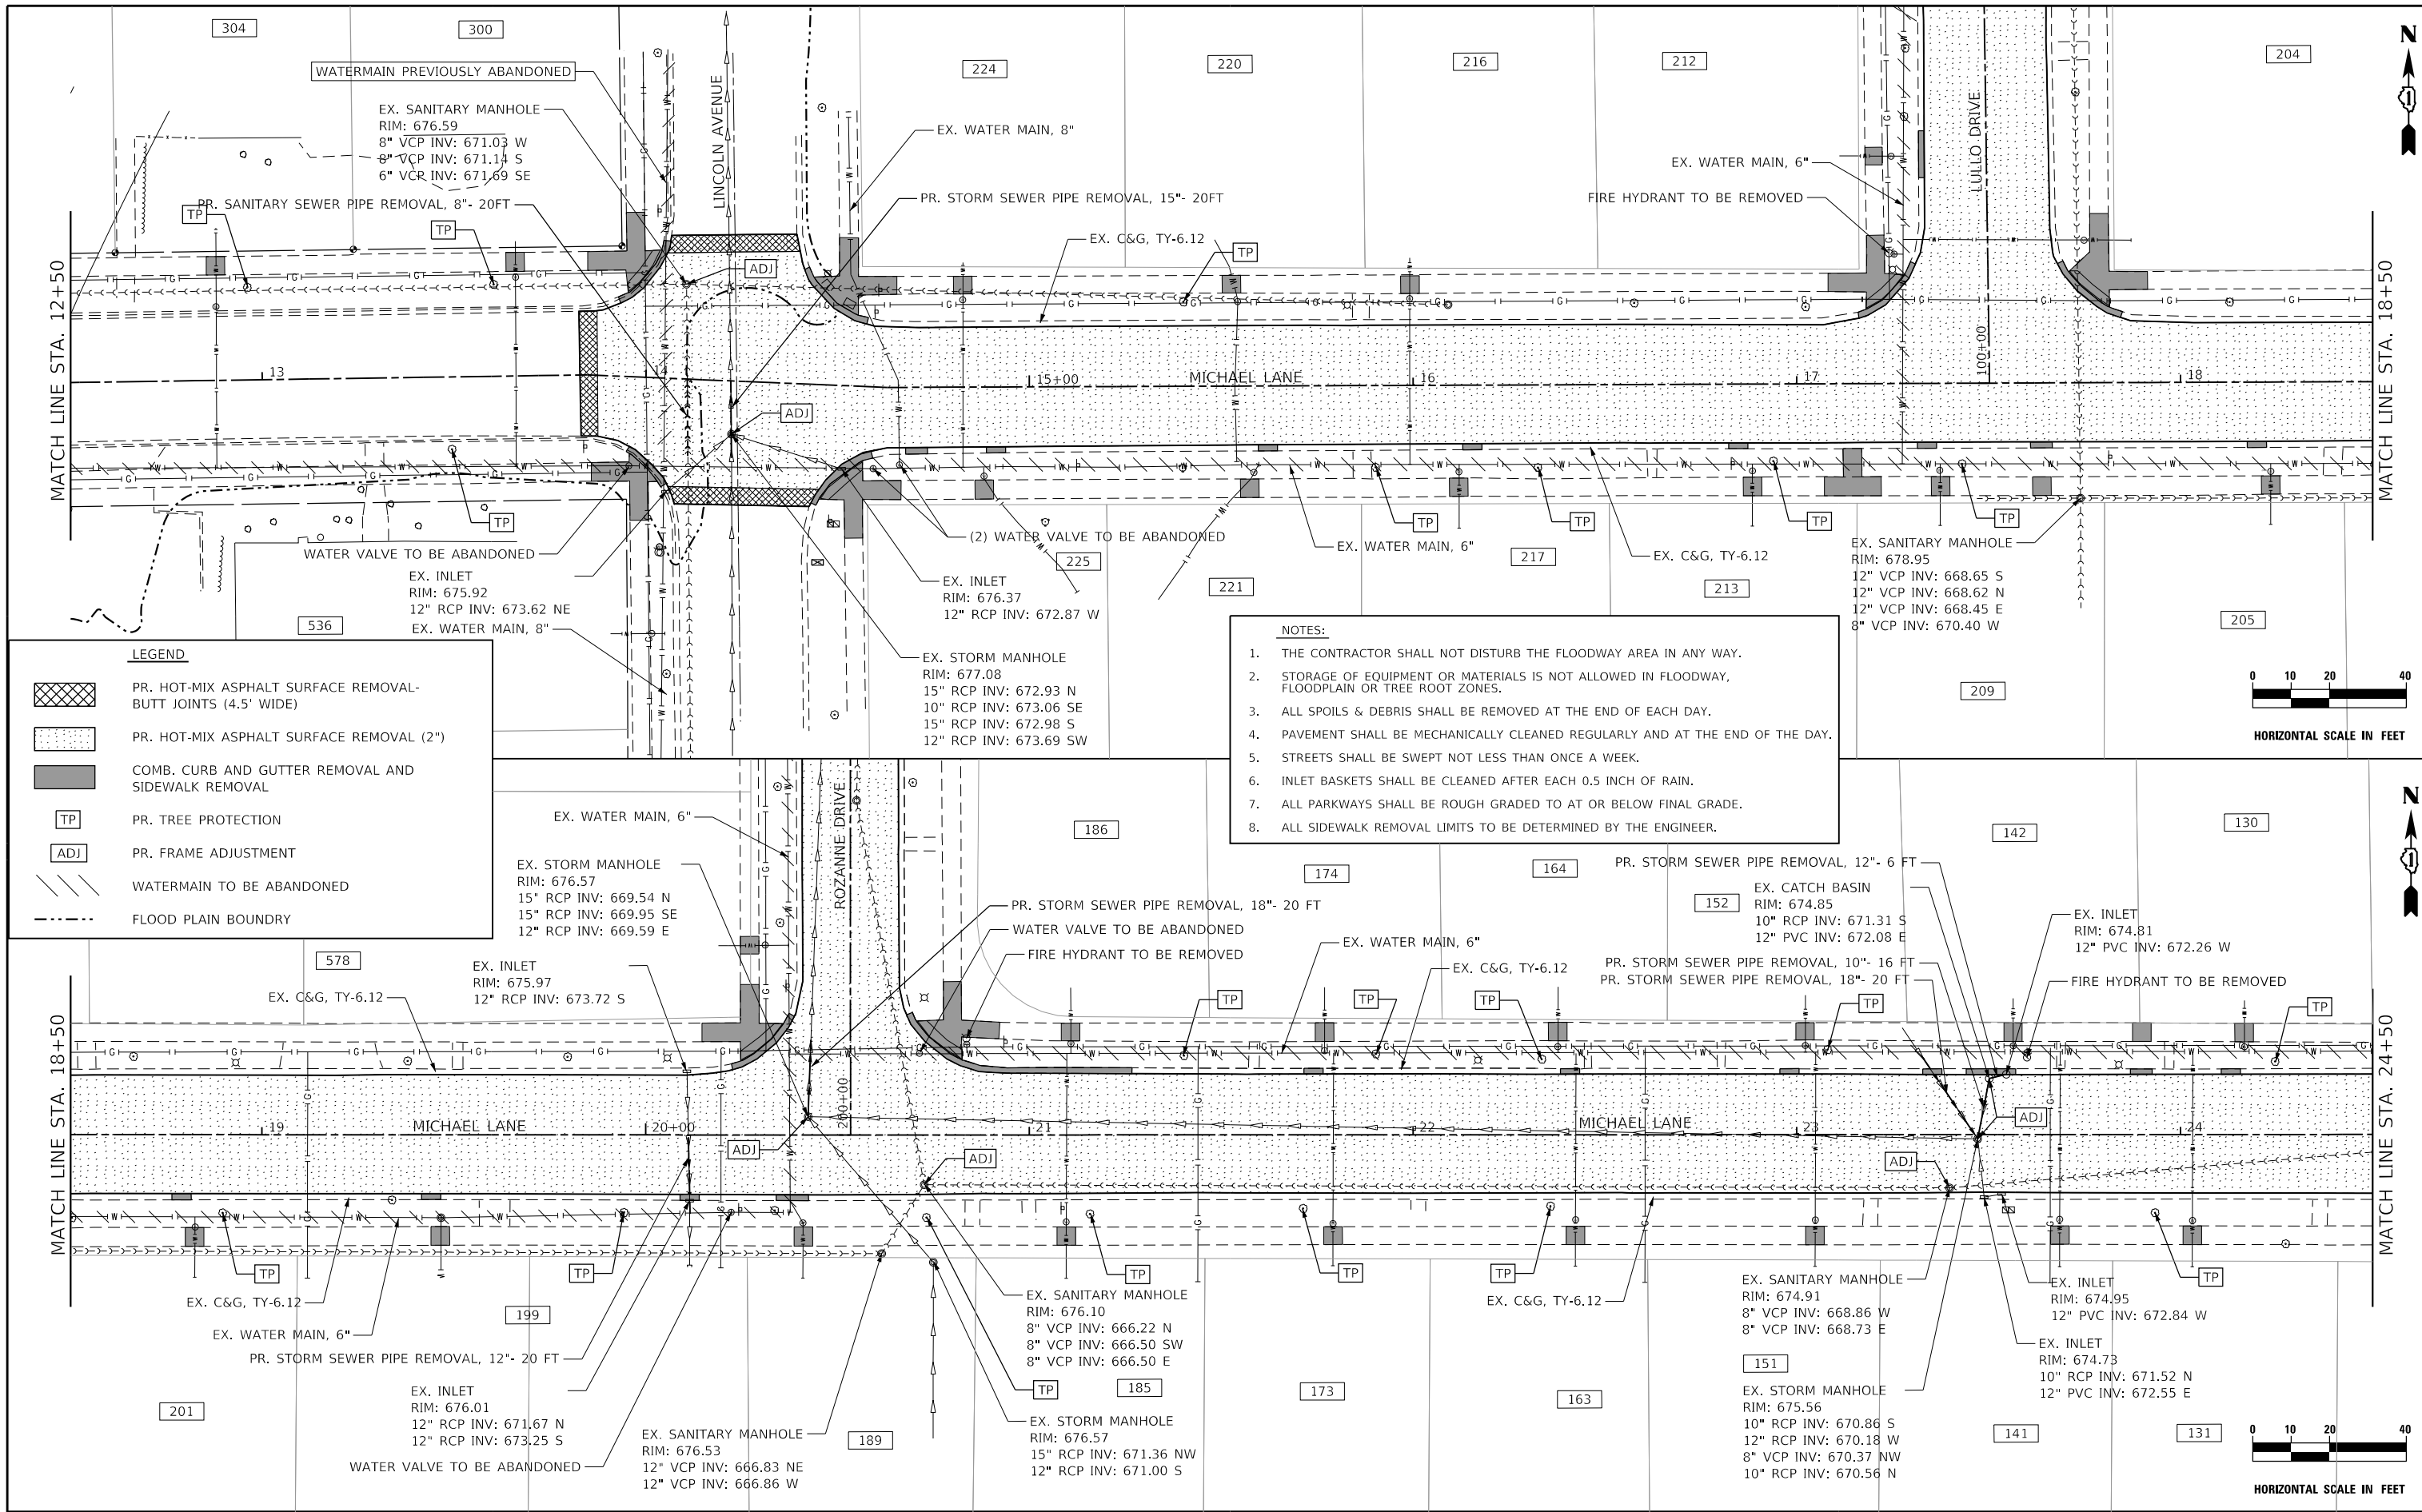 304
300
224
220
216
212
204
N
WATERMAIN PREVIOUSLY ABANDONED
LINCOLN AVENUE
LULLO DRIVE
EX. SANITARY MANHOLE
RIM: 676.59
8" VCP INV: 671.03 W
8" VCP INV: 671.14 S
6" VCP INV: 671.69 SE
PR. SANITARY SEWER PIPE REMOVAL, 8"- 20FT
EX. WATER MAIN, 8"
PR. STORM SEWER PIPE REMOVAL, 15"- 20FT
EX. C&G, TY-6.12
EX. WATER MAIN, 6"
FIRE HYDRANT TO BE REMOVED
TP
TP
TP
ADJ
ADJ
MATCH LINE STA. 12+50
MATCH LINE STA. 18+50
13
14
15+00
MICHAEL LANE
16
17
100+00
18
TP
TP
TP
TP
TP
WATER VALVE TO BE ABANDONED
EX. INLET
RIM: 675.92
12" RCP INV: 673.62 NE
EX. WATER MAIN, 8"
(2) WATER VALVE TO BE ABANDONED
EX. INLET
RIM: 676.37
12" RCP INV: 672.87 W
EX. STORM MANHOLE
RIM: 677.08
15" RCP INV: 672.93 N
10" RCP INV: 673.06 SE
15" RCP INV: 672.98 S
12" RCP INV: 673.69 SW
EX. WATER MAIN, 6"
EX. C&G, TY-6.12
EX. SANITARY MANHOLE
RIM: 678.95
12" VCP INV: 668.65 S
12" VCP INV: 668.62 N
12" VCP INV: 668.45 E
8" VCP INV: 670.40 W
536
225
221
217
213
209
205
0 10 20 40
HORIZONTAL SCALE IN FEET
LEGEND
PR. HOT-MIX ASPHALT SURFACE REMOVAL-
BUTT JOINTS (4.5' WIDE)
PR. HOT-MIX ASPHALT SURFACE REMOVAL (2")
COMB. CURB AND GUTTER REMOVAL AND
SIDEWALK REMOVAL
TP PR. TREE PROTECTION
ADJ PR. FRAME ADJUSTMENT
WATERMAIN TO BE ABANDONED
FLOOD PLAIN BOUNDRY
NOTES:
1. THE CONTRACTOR SHALL NOT DISTURB THE FLOODWAY AREA IN ANY WAY.
2. STORAGE OF EQUIPMENT OR MATERIALS IS NOT ALLOWED IN FLOODWAY,
FLOODPLAIN OR TREE ROOT ZONES.
3. ALL SPOILS & DEBRIS SHALL BE REMOVED AT THE END OF EACH DAY.
4. PAVEMENT SHALL BE MECHANICALLY CLEANED REGULARLY AND AT THE END OF THE DAY.
5. STREETS SHALL BE SWEPT NOT LESS THAN ONCE A WEEK.
6. INLET BASKETS SHALL BE CLEANED AFTER EACH 0.5 INCH OF RAIN.
7. ALL PARKWAYS SHALL BE ROUGH GRADED TO AT OR BELOW FINAL GRADE.
8. ALL SIDEWALK REMOVAL LIMITS TO BE DETERMINED BY THE ENGINEER.
N
EX. WATER MAIN, 6"
ROZANNE DRIVE
EX. STORM MANHOLE
RIM: 676.57
15" RCP INV: 669.54 N
15" RCP INV: 669.95 SE
12" RCP INV: 669.59 E
EX. INLET
RIM: 675.97
12" RCP INV: 673.72 S
EX. C&G, TY-6.12
PR. STORM SEWER PIPE REMOVAL, 18"- 20 FT
WATER VALVE TO BE ABANDONED
FIRE HYDRANT TO BE REMOVED
EX. WATER MAIN, 6"
EX. C&G, TY-6.12
PR. STORM SEWER PIPE REMOVAL, 12"- 6 FT
EX. CATCH BASIN
RIM: 674.85
10" RCP INV: 671.31 S
12" PVC INV: 672.08 E
PR. STORM SEWER PIPE REMOVAL, 10"- 16 FT
PR. STORM SEWER PIPE REMOVAL, 18"- 20 FT
EX. INLET
RIM: 674.81
12" PVC INV: 672.26 W
FIRE HYDRANT TO BE REMOVED
578
186
174
164
152
142
130
TP
TP
TP
TP
TP
MATCH LINE STA. 18+50
MATCH LINE STA. 24+50
19
MICHAEL LANE
20+00
200+00
21
22
MICHAEL LANE
23
24
ADJ
ADJ
ADJ
ADJ
TP
TP
TP
TP
TP
TP
TP
EX. C&G, TY-6.12
EX. WATER MAIN, 6"
PR. STORM SEWER PIPE REMOVAL, 12"- 20 FT
EX. INLET
RIM: 676.01
12" RCP INV: 671.67 N
12" RCP INV: 673.25 S
WATER VALVE TO BE ABANDONED
EX. SANITARY MANHOLE
RIM: 676.53
12" VCP INV: 666.83 NE
12" VCP INV: 666.86 W
EX. SANITARY MANHOLE
RIM: 676.10
8" VCP INV: 666.22 N
8" VCP INV: 666.50 SW
8" VCP INV: 666.50 E
EX. STORM MANHOLE
RIM: 676.57
15" RCP INV: 671.36 NW
12" RCP INV: 671.00 S
EX. C&G, TY-6.12
EX. SANITARY MANHOLE
RIM: 674.91
8" VCP INV: 668.86 W
8" VCP INV: 668.73 E
EX. STORM MANHOLE
RIM: 675.56
10" RCP INV: 670.86 S
12" RCP INV: 670.18 W
8" VCP INV: 670.37 NW
10" RCP INV: 670.56 N
EX. INLET
RIM: 674.95
12" PVC INV: 672.84 W
EX. INLET
RIM: 674.73
10" RCP INV: 671.52 N
12" PVC INV: 672.55 E
201
199
189
185
173
163
151
141
131
0 10 20 40
HORIZONTAL SCALE IN FEET